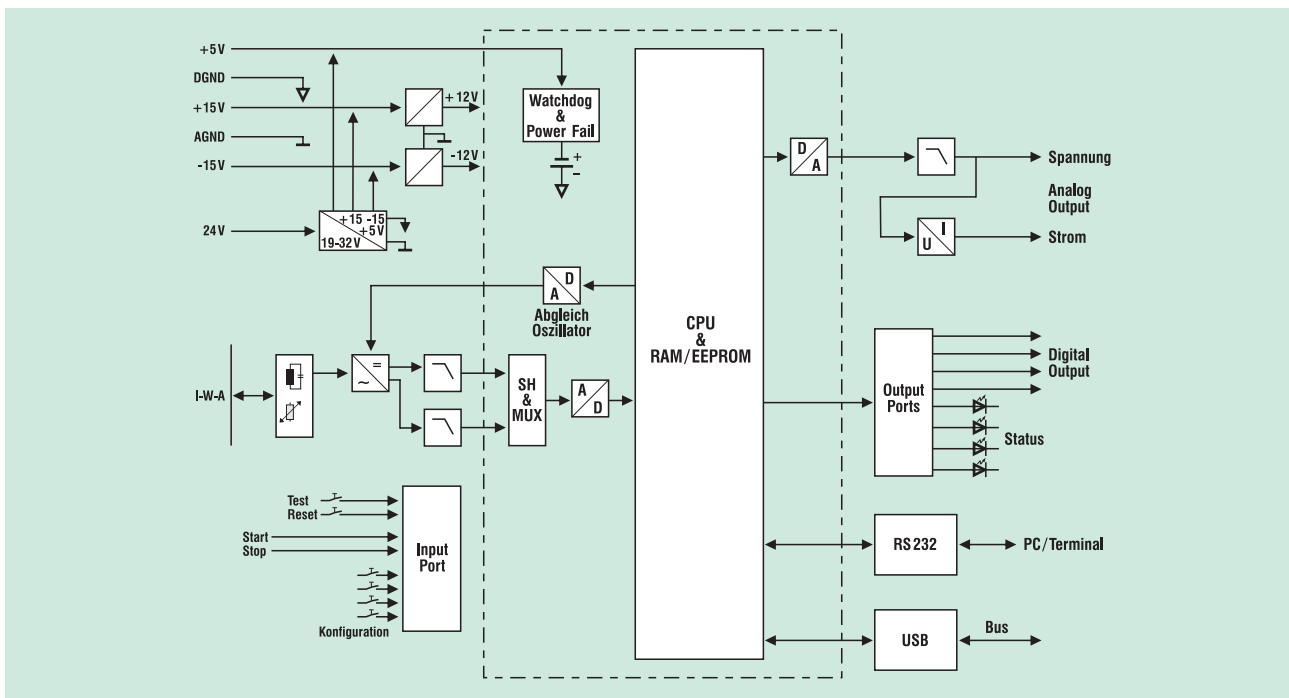 +5V
DGND
+15V
AGND
-15V
24V
+12V
-12V
+15 -15
+5V
19-32V
Watchdog
&
Power Fail
+
–
D
A
Spannung
Analog
Output
U
I
Strom
A
D
Abgleich
Oszillator
CPU
&
RAM/EEPROM
I-W-A
=
~
SH
&
MUX
A
D
Output
Ports
Digital
Output
Status
Test
Reset
Start
Stop
Input
Port
Konfiguration
RS232
PC/Terminal
USB
Bus